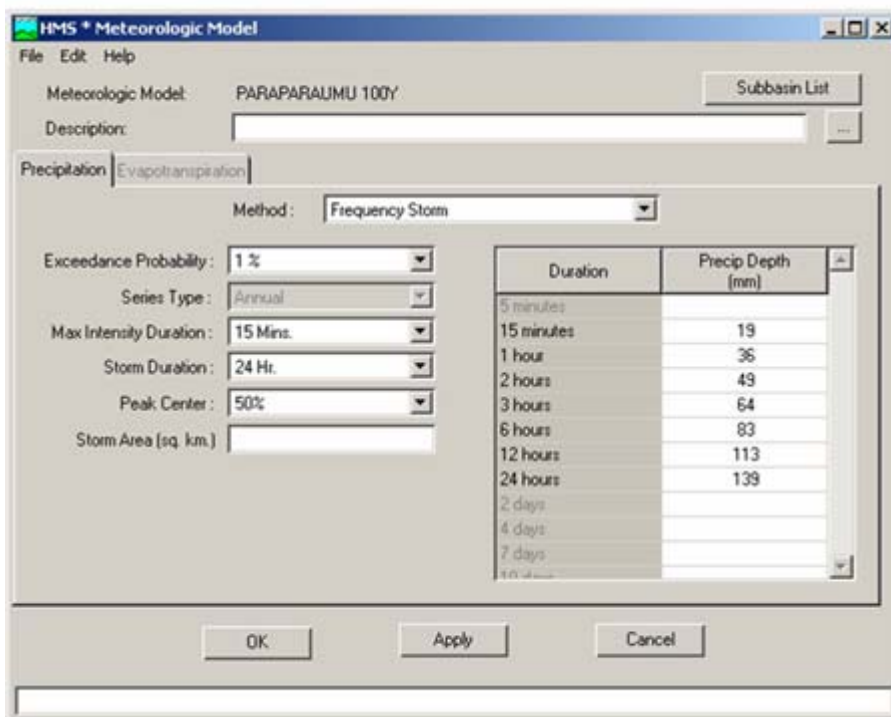 HMS * Meteorologic Model
File Edit Help
Meteorologic Model: PARAPARAUMU 100Y Subbasin List
Description: ...
Precipitation Evapotranspiration
Method : Frequency Storm
Exceedance Probability : 1 %
Series Type : Annual
Max Intensity Duration : 15 Mins.
Storm Duration : 24 Hr.
Peak Center : 50%
Storm Area (sq. km.)
Duration Precip Depth (mm)
5 minutes
15 minutes 19
1 hour 36
2 hours 49
3 hours 64
6 hours 83
12 hours 113
24 hours 139
2 days
4 days
7 days
10 days
OK Apply Cancel